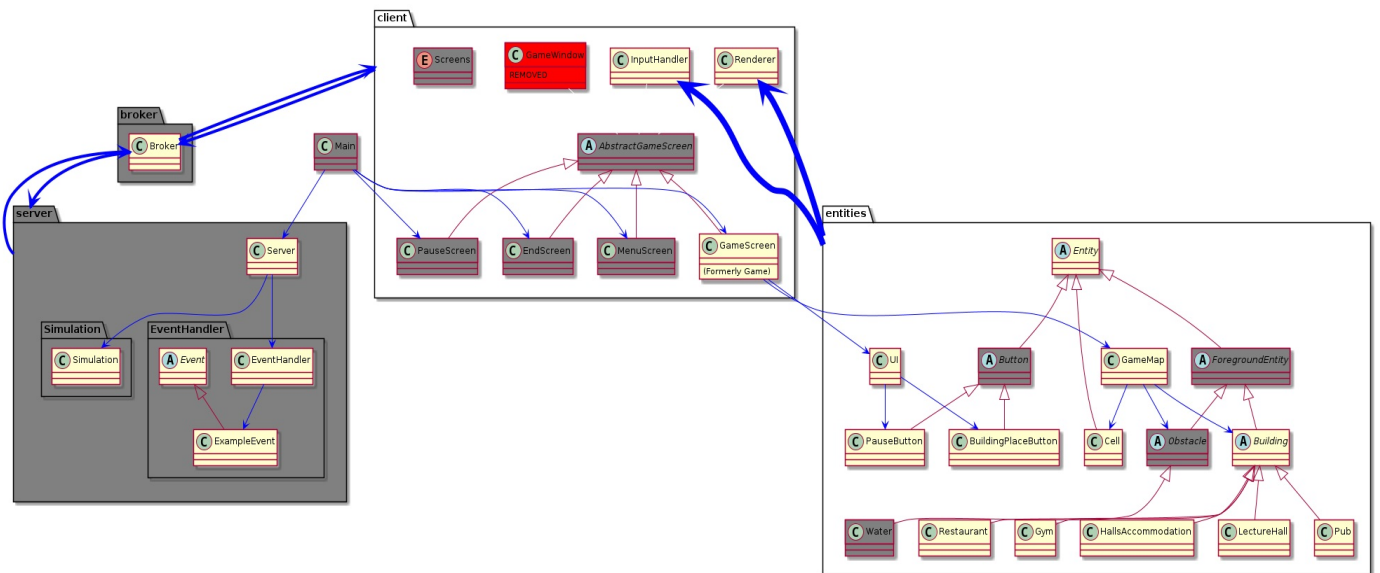 client
E Screens
C GameWindow
REMOVED
C InputHandler
C Renderer
broker
C Broker
C Main
A AbstractGameScreen
server
C Server
C PauseScreen
C EndScreen
C MenuScreen
C GameScreen
(Formerly Game)
Simulation
C Simulation
EventHandler
A Event
C EventHandler
C ExampleEvent
entities
A Entity
C UI
A Button
C GameMap
A ForegroundEntity
C PauseButton
C BuildingPlaceButton
C Cell
A Obstacle
A Building
C Water
C Restaurant
C Gym
C HallsAccommodation
C LectureHall
C Pub